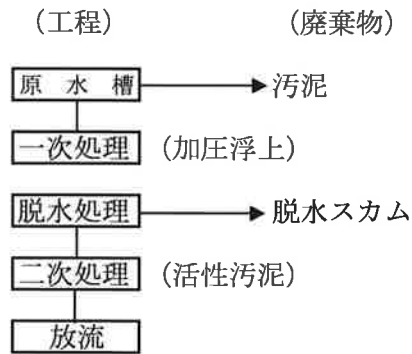 （工程） （廃棄物）
原水槽 汚泥
一次処理 （加圧浮上）
脱水処理 脱水スカム
二次処理 （活性汚泥）
放流